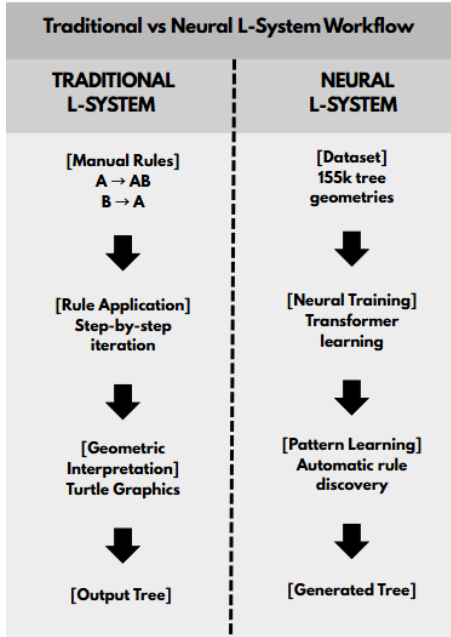 Traditional vs Neural L-System Workflow
TRADITIONAL
L-SYSTEM
[Manual Rules]
A → AB
B → A
[Rule Application]
Step-by-step
iteration
[Geometric
Interpretation]
Turtle Graphics
[Output Tree]
NEURAL
L-SYSTEM
[Dataset]
155k tree
geometries
[Neural Training]
Transformer
learning
[Pattern Learning]
Automatic rule
discovery
[Generated Tree]